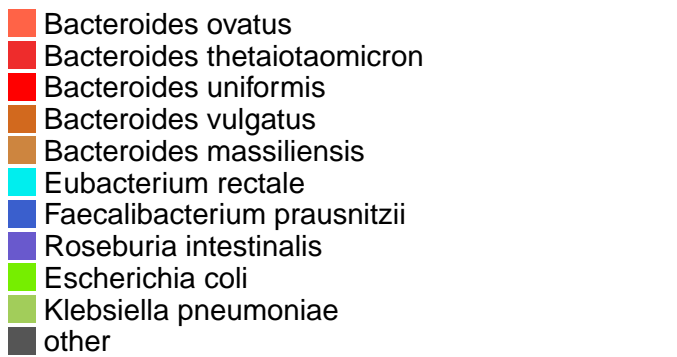 Bacteroides ovatus
Bacteroides thetaiotaomicron
Bacteroides uniformis
Bacteroides vulgatus
Bacteroides massiliensis
Eubacterium rectale
Faecalibacterium prausnitzii
Roseburia intestinalis
Escherichia coli
Klebsiella pneumoniae
other